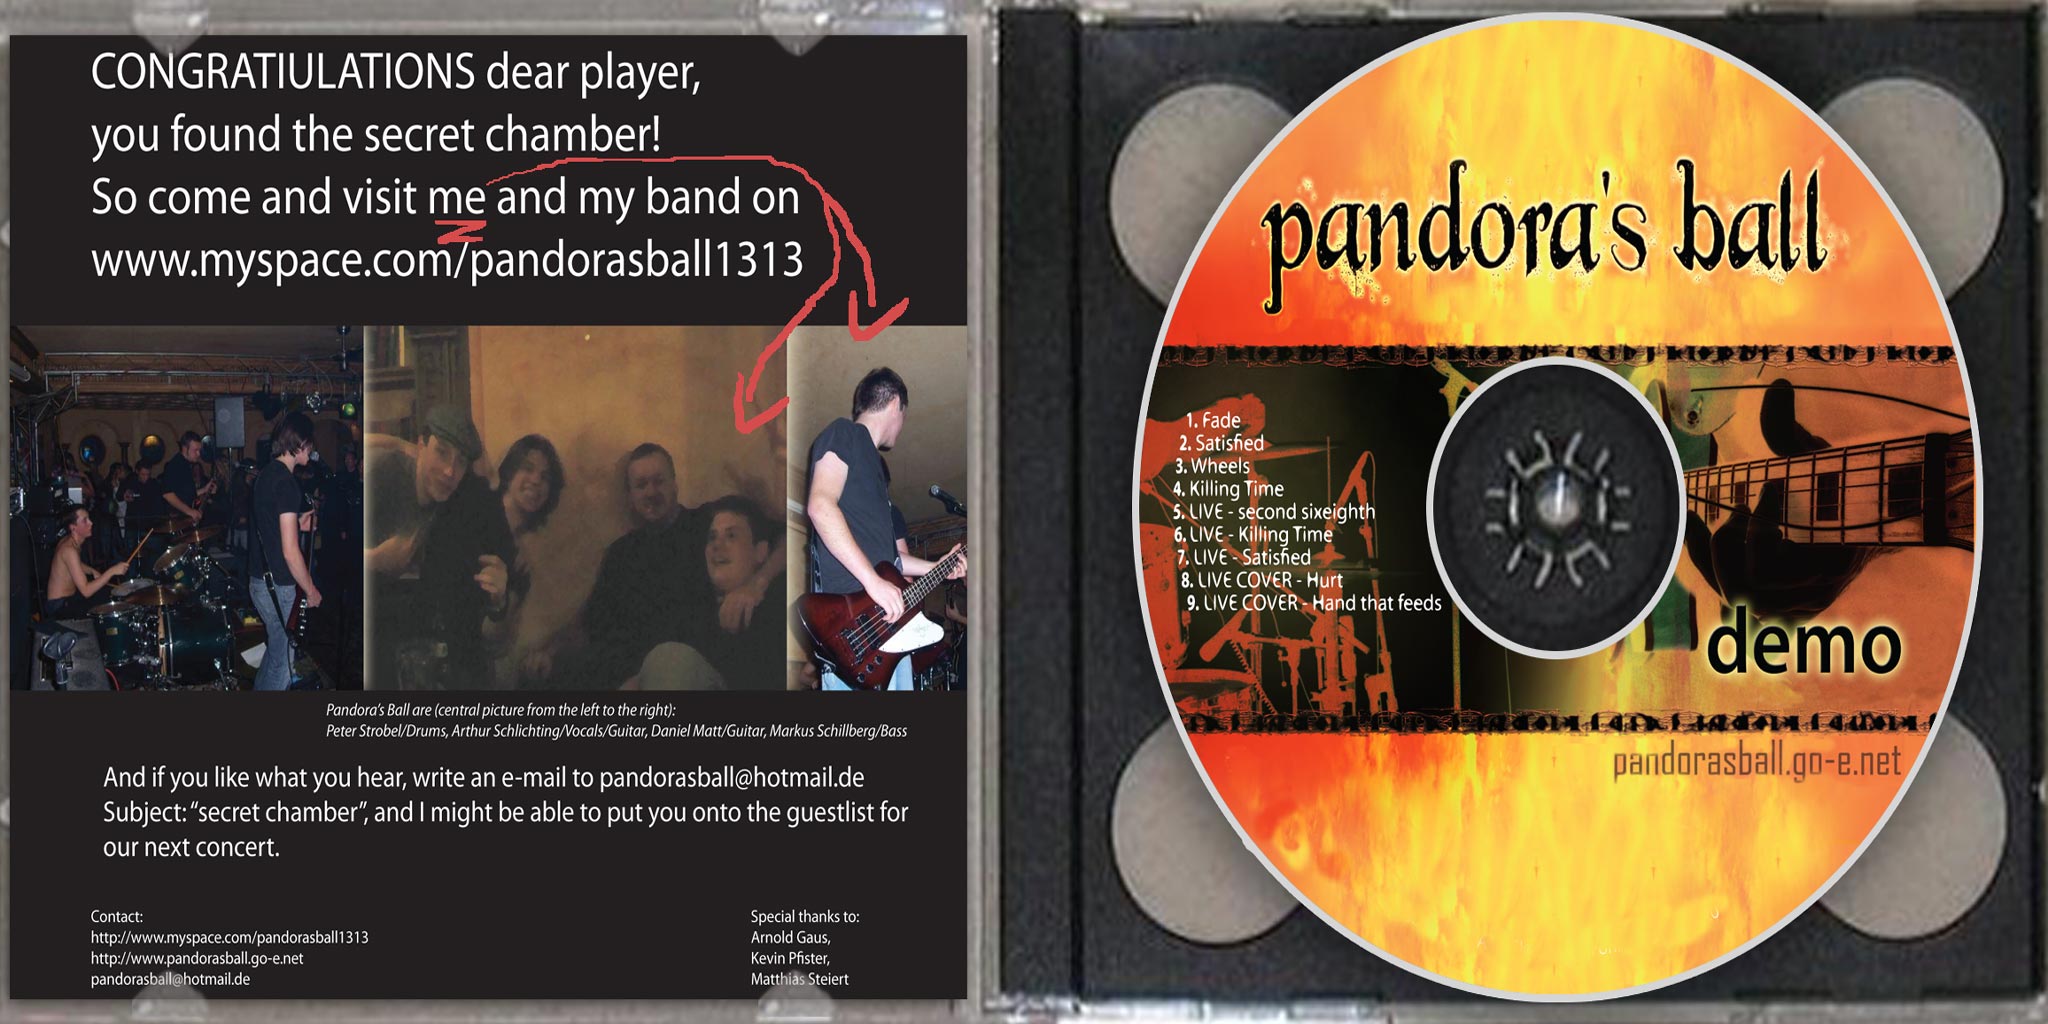 CONGRATIULATIONS dear player,
you found the secret chamber!
So come and visit me and my band on
www.myspace.com/pandorasball1313
Pandora's Ball are (central picture from the left to the right):
Peter Strobel/Drums, Arthur Schlichting/Vocals/Guitar, Daniel Matt/Guitar, Markus Schillberg/Bass
And if you like what you hear, write an e-mail to pandorasball@hotmail.de
Subject: “secret chamber”, and I might be able to put you onto the guestlist for
our next concert.
Contact:
http://www.myspace.com/pandorasball1313
http://www.pandorasball.go-e.net
pandorasball@hotmail.de
Special thanks to:
Arnold Gaus,
Kevin Pfister,
Matthias Steiert
pandora's ball
1. Fade
2. Satisfied
3. Wheels
4. Killing Time
5. LIVE - second sixeighth
6. LIVE - Killing Time
7. LIVE - Satisfied
8. LIVE COVER - Hurt
9. LIVE COVER - Hand that feeds
demo
pandorasball.go-e.net